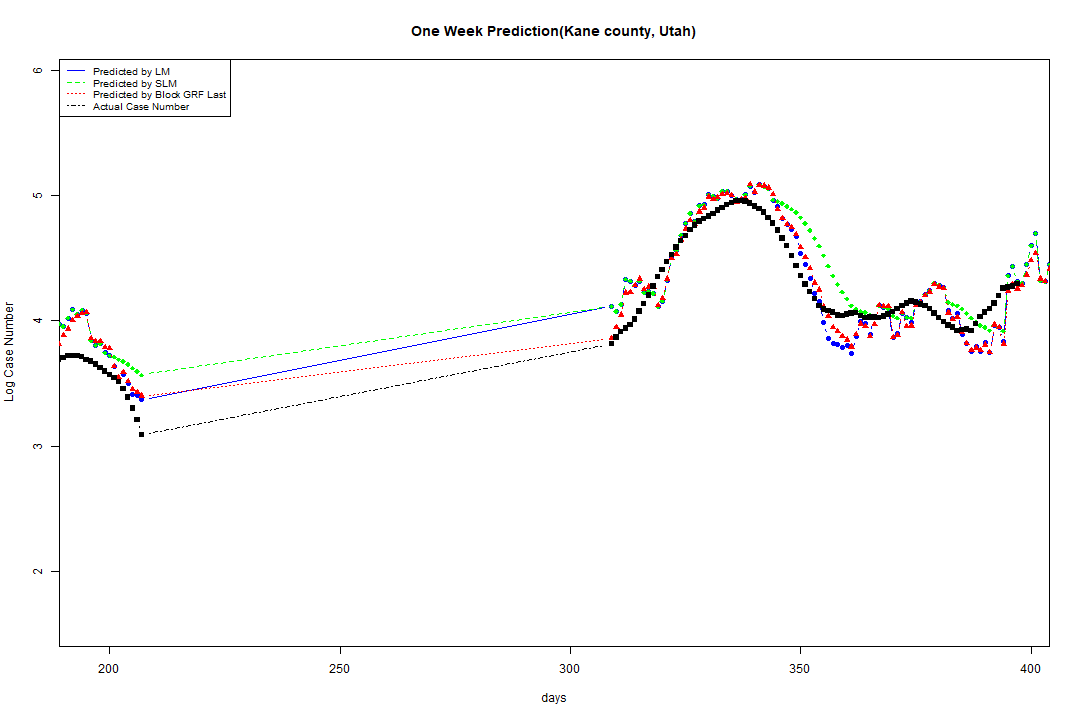 One Week Prediction(Kane county, Utah)
Predicted by LM
Predicted by SLM
Predicted by Block GRF Last
Actual Case Number
6
5
4
3
2
Log Case Number
200
250
300
350
400
days